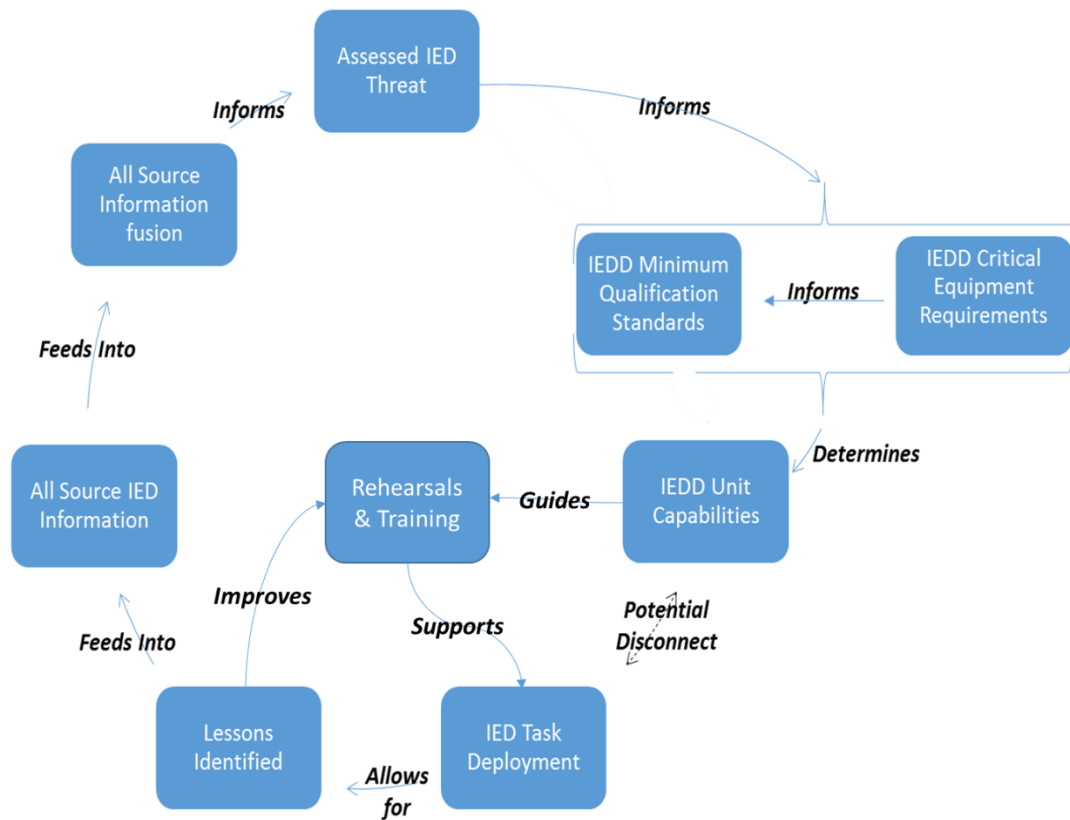 Assessed IED
Threat
Informs
Informs
All Source
Information
fusion
IEDD Minimum
Qualification
Standards
Informs
IEDD Critical
Equipment
Requirements
Feeds Into
Determines
All Source IED
Information
Rehearsals
& Training
Guides
IEDD Unit
Capabilities
Improves
Supports
Potential
Disconnect
Feeds Into
Lessons
Identified
Allows
for
IED Task
Deployment